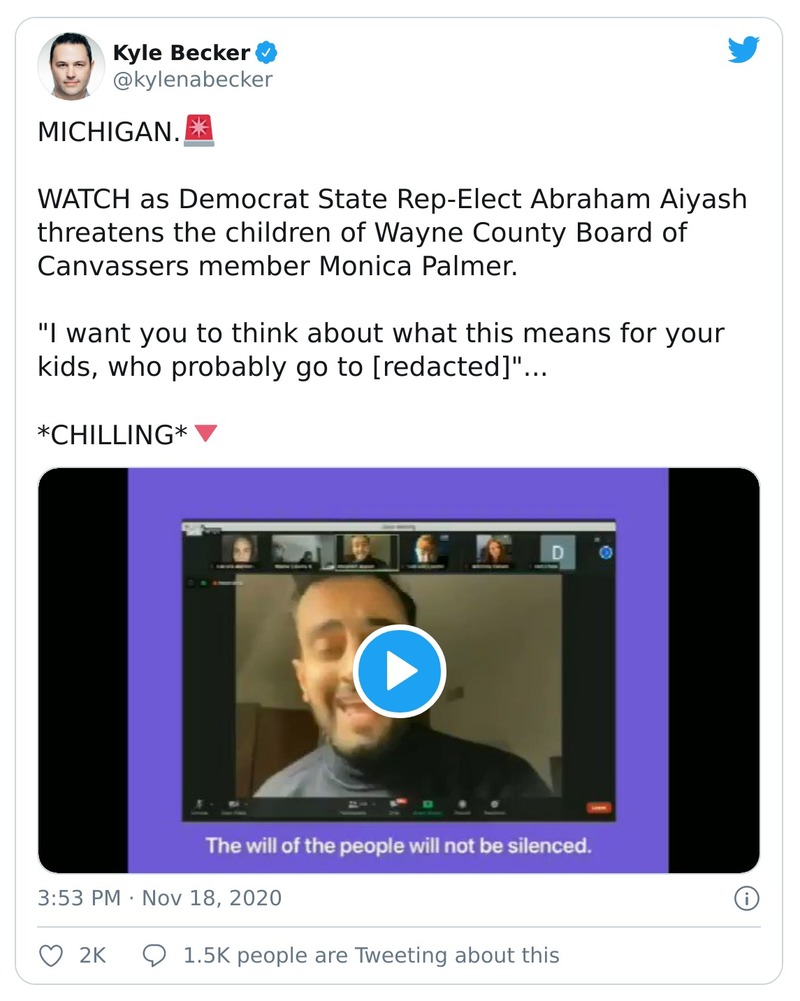 Kyle Becker
@kylenabecker
MICHIGAN.
WATCH as Democrat State Rep-Elect Abraham Aiyash
threatens the children of Wayne County Board of
Canvassers member Monica Palmer.
"I want you to think about what this means for your
kids, who probably go to [redacted]"...
*CHILLING*
D
Leave
The will of the people will not be silenced.
3:53 PM · Nov 18, 2020
2K
1.5K people are Tweeting about this